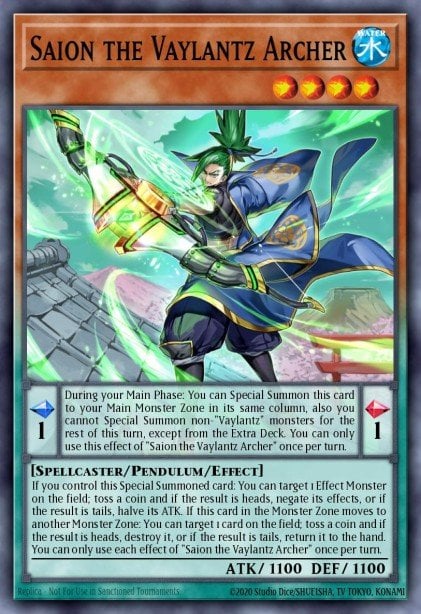 Saion the Vaylantz Archer
WATER
水
During your Main Phase: You can Special Summon this card
to your Main Monster Zone in its same column, also you
cannot Special Summon non-"Vaylantz" monsters for the
rest of this turn, except from the Extra Deck. You can only
use this effect of "Saion the Vaylantz Archer" once per turn.
1
1
[Spellcaster/Pendulum/Effect]
If you control this Special Summoned card: You can target 1 Effect Monster
on the field; toss a coin and if the result is heads, negate its effects, or if
the result is tails, halve its ATK. If this card in the Monster Zone moves to
another Monster Zone: You can target 1 card on the field; toss a coin and if
the result is heads, destroy it, or if the result is tails, return it to the hand.
You can only use each effect of "Saion the Vaylantz Archer" once per turn.
ATK/ 1100 DEF/ 1100
Replica - Not For Use in Sanctioned Tournaments
©2020 Studio Dice/SHUEISHA, TV TOKYO, KONAMI